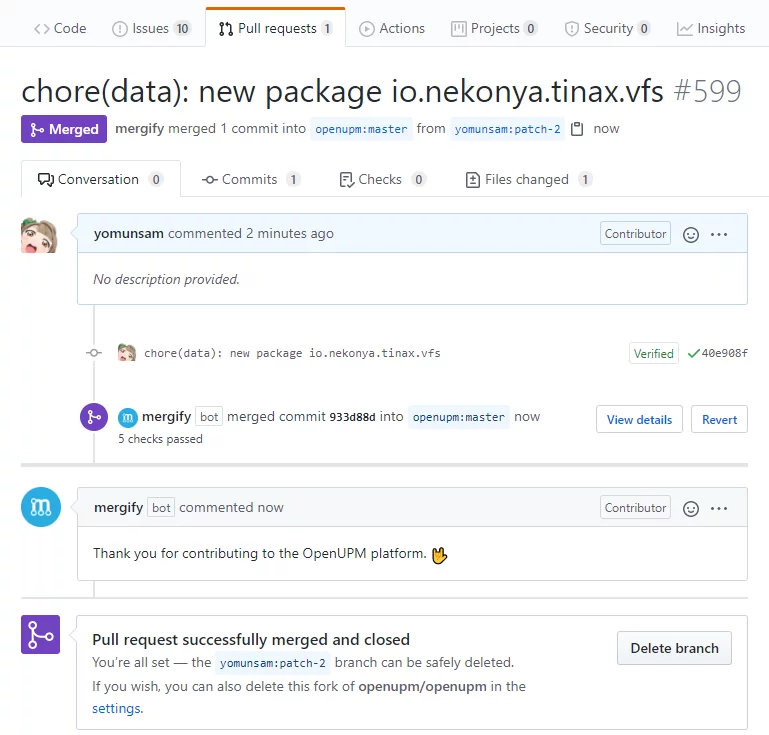 Code Issues 10 Pull requests 1 Actions Projects 0 Security 0 Insights
chore(data): new package io.nekonya.tinax.vfs #599
Merged mergify merged 1 commit into openupm:master from yomunsam:patch-2 now
Conversation 0 Commits 1 Checks 0 Files changed 1
yomunsam commented 2 minutes ago Contributor
No description provided.
chore(data): new package io.nekonya.tinax.vfs Verified 40e908f
mergify bot merged commit 933d88d into openupm:master now View details Revert
5 checks passed
mergify bot commented now Contributor
Thank you for contributing to the OpenUPM platform. 🤟
Pull request successfully merged and closed
You're all set — the yomunsam:patch-2 branch can be safely deleted. Delete branch
If you wish, you can also delete this fork of openupm/openupm in the
settings.